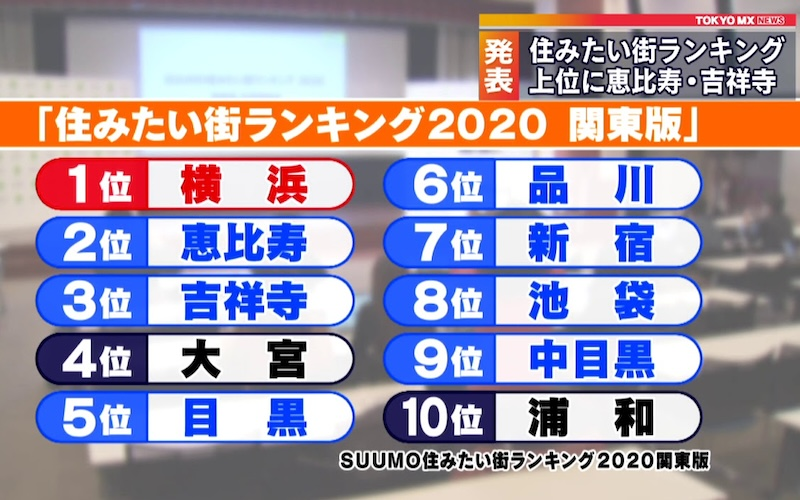 TOKYO MX NEWS
発表
住みたい街ランキング
上位に恵比寿・吉祥寺
「住みたい街ランキング2020 関東版」
1位 横浜
2位 恵比寿
3位 吉祥寺
4位 大宮
5位 目黒
6位 品川
7位 新宿
8位 池袋
9位 中目黒
10位 浦和
SUUMO住みたい街ランキング2020関東版